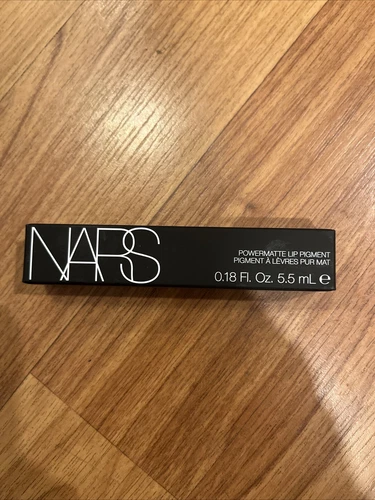 NARS
POWERMATTE LIP PIGMENT
PIGMENT À LÈVRES PUR MAT
0.18 Fl. Oz. 5.5 mL ℮